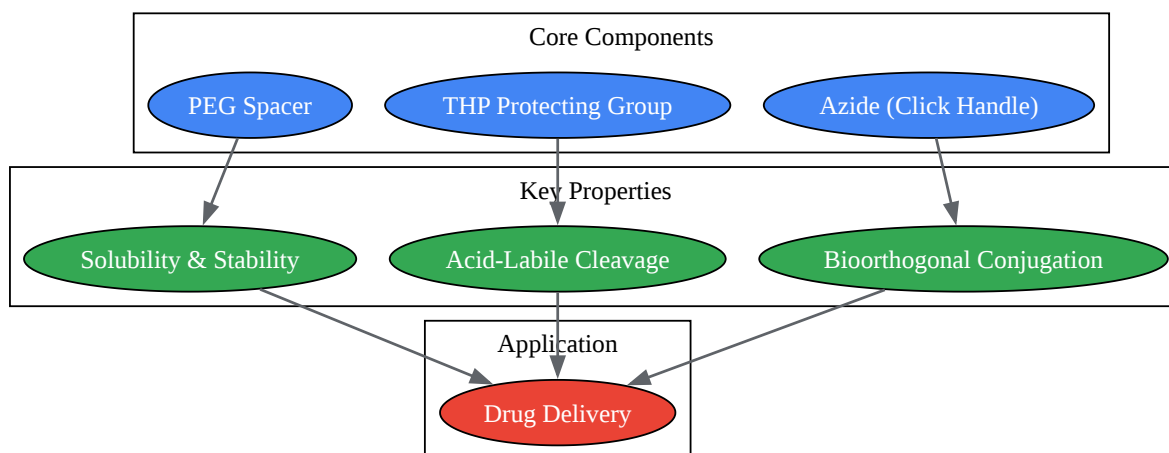 Core Components
PEG Spacer
THP Protecting Group
Azide (Click Handle)
Key Properties
Solubility & Stability
Acid-Labile Cleavage
Bioorthogonal Conjugation
Application
Drug Delivery